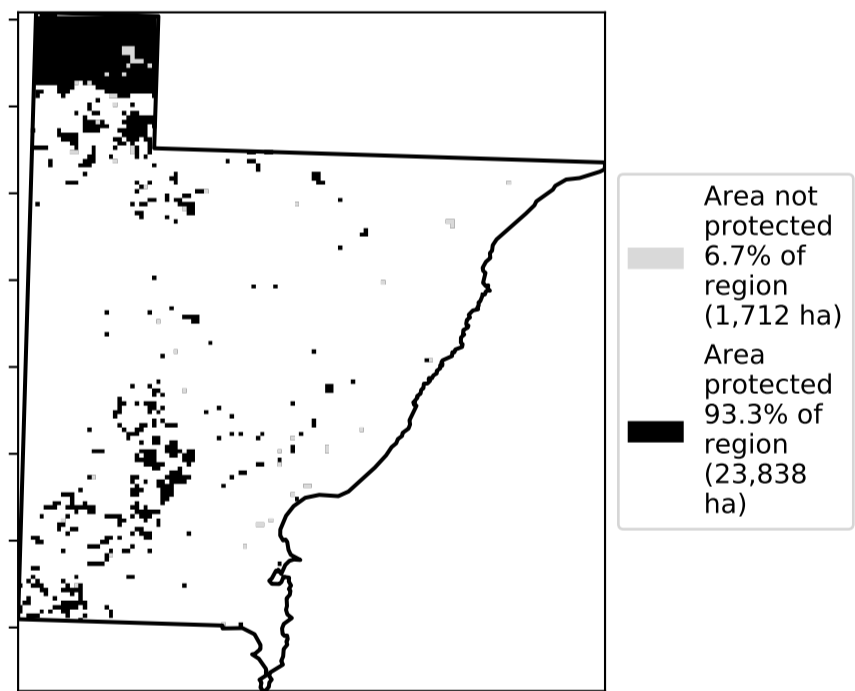 Area not
protected
6.7% of
region
(1,712 ha)
Area
protected
93.3% of
region
(23,838
ha)